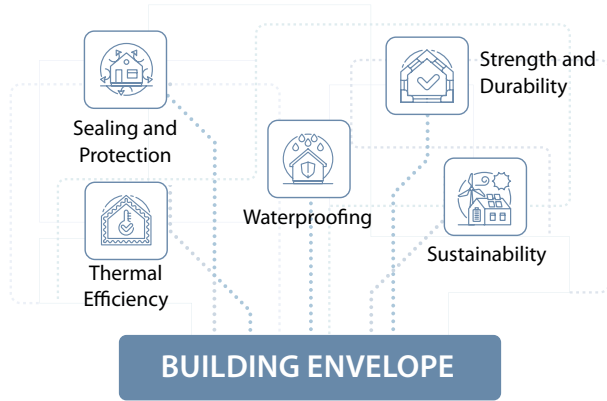 Sealing and
Protection
Strength and
Durability
Waterproofing
Thermal
Efficiency
Sustainability
BUILDING ENVELOPE